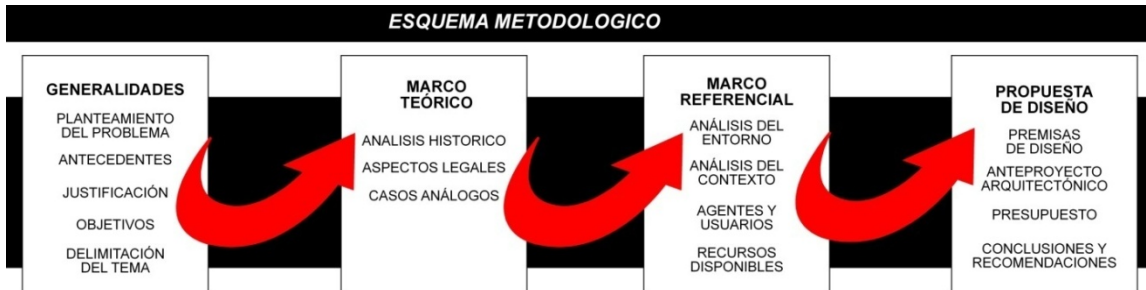 ESQUEMA METODOLOGICO
GENERALIDADES
PLANTEAMIENTO
DEL PROBLEMA
ANTECEDENTES
JUSTIFICACIÓN
OBJETIVOS
DELIMITACIÓN
DEL TEMA
MARCO
TEÓRICO
ANALISIS HISTORICO
ASPECTOS LEGALES
CASOS ANÁLOGOS
MARCO
REFERENCIAL
ANÁLISIS DEL
ENTORNO
ANÁLISIS DEL
CONTEXTO
AGENTES Y
USUARIOS
RECURSOS
DISPONIBLES
PROPUESTA
DE DISEÑO
PREMISAS
DE DISEÑO
ANTEPROYECTO
ARQUITECTÓNICO
PRESUPUESTO
CONCLUSIONES Y
RECOMENDACIONES